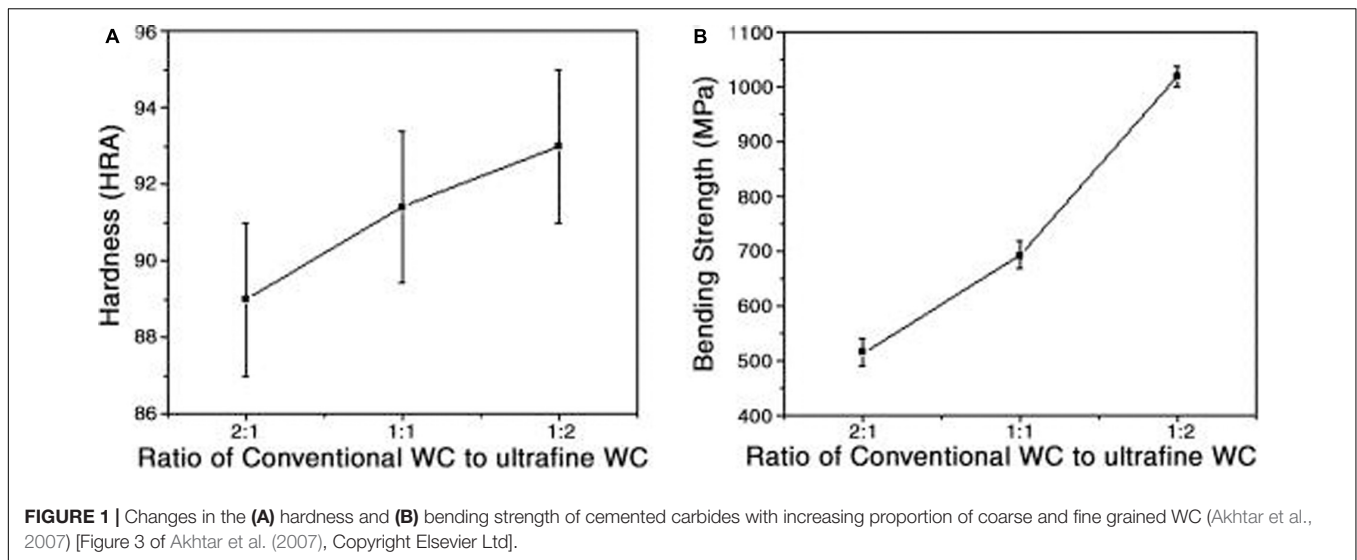 A
96
94
92
90
88
86
Hardness (HRA)
2:1 1:1 1:2
Ratio of Conventional WC to ultrafine WC
B
1100
1000
900
800
700
600
500
400
Bending Strength (MPa)
2:1 1:1 1:2
Ratio of Conventional WC to ultrafine WC
FIGURE 1 | Changes in the (A) hardness and (B) bending strength of cemented carbides with increasing proportion of coarse and fine grained WC (Akhtar et al.,
2007) [Figure 3 of Akhtar et al. (2007), Copyright Elsevier Ltd].